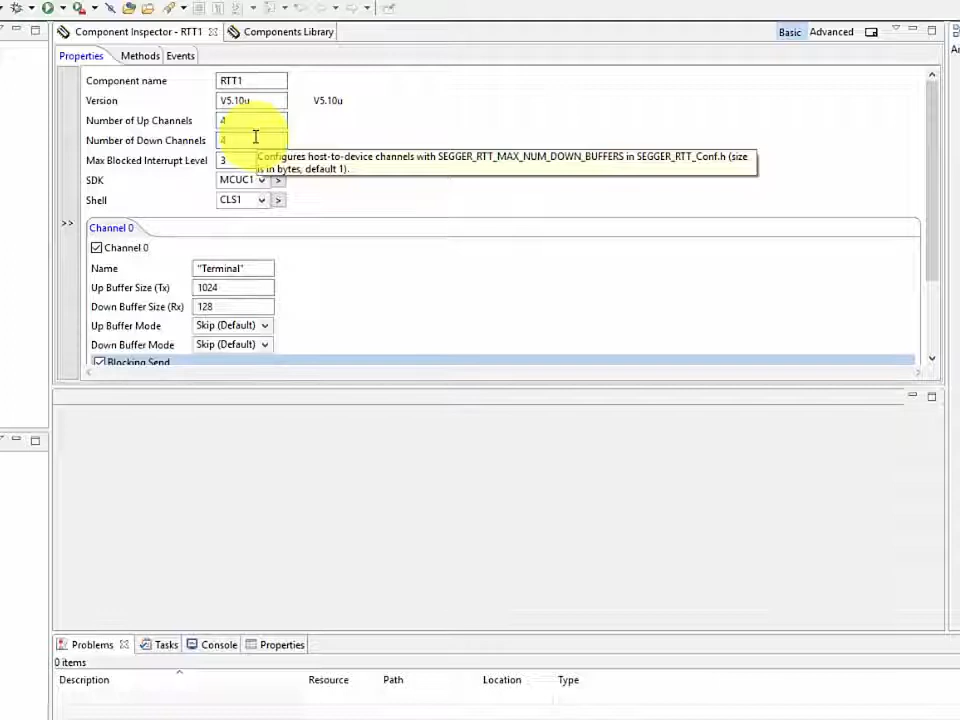 Component Inspector - RTT1 Components Library Basic Advanced
Properties Methods Events
Component name RTT1
Version V5.10u V5.10u
Number of Up Channels 4
Number of Down Channels 4
Max Blocked Interrupt Level 3
Configures host-to-device channels with SEGGER_RTT_MAX_NUM_DOWN_BUFFERS in SEGGER_RTT_Conf.h (size
is in bytes, default 1).
SDK MCUC1 >
Shell CLS1 >
>>
Channel 0
Channel 0
Name "Terminal"
Up Buffer Size (Tx) 1024
Down Buffer Size (Rx) 128
Up Buffer Mode Skip (Default)
Down Buffer Mode Skip (Default)
Blocking Send
Problems Tasks Console Properties
0 items
Description Resource Path Location Type